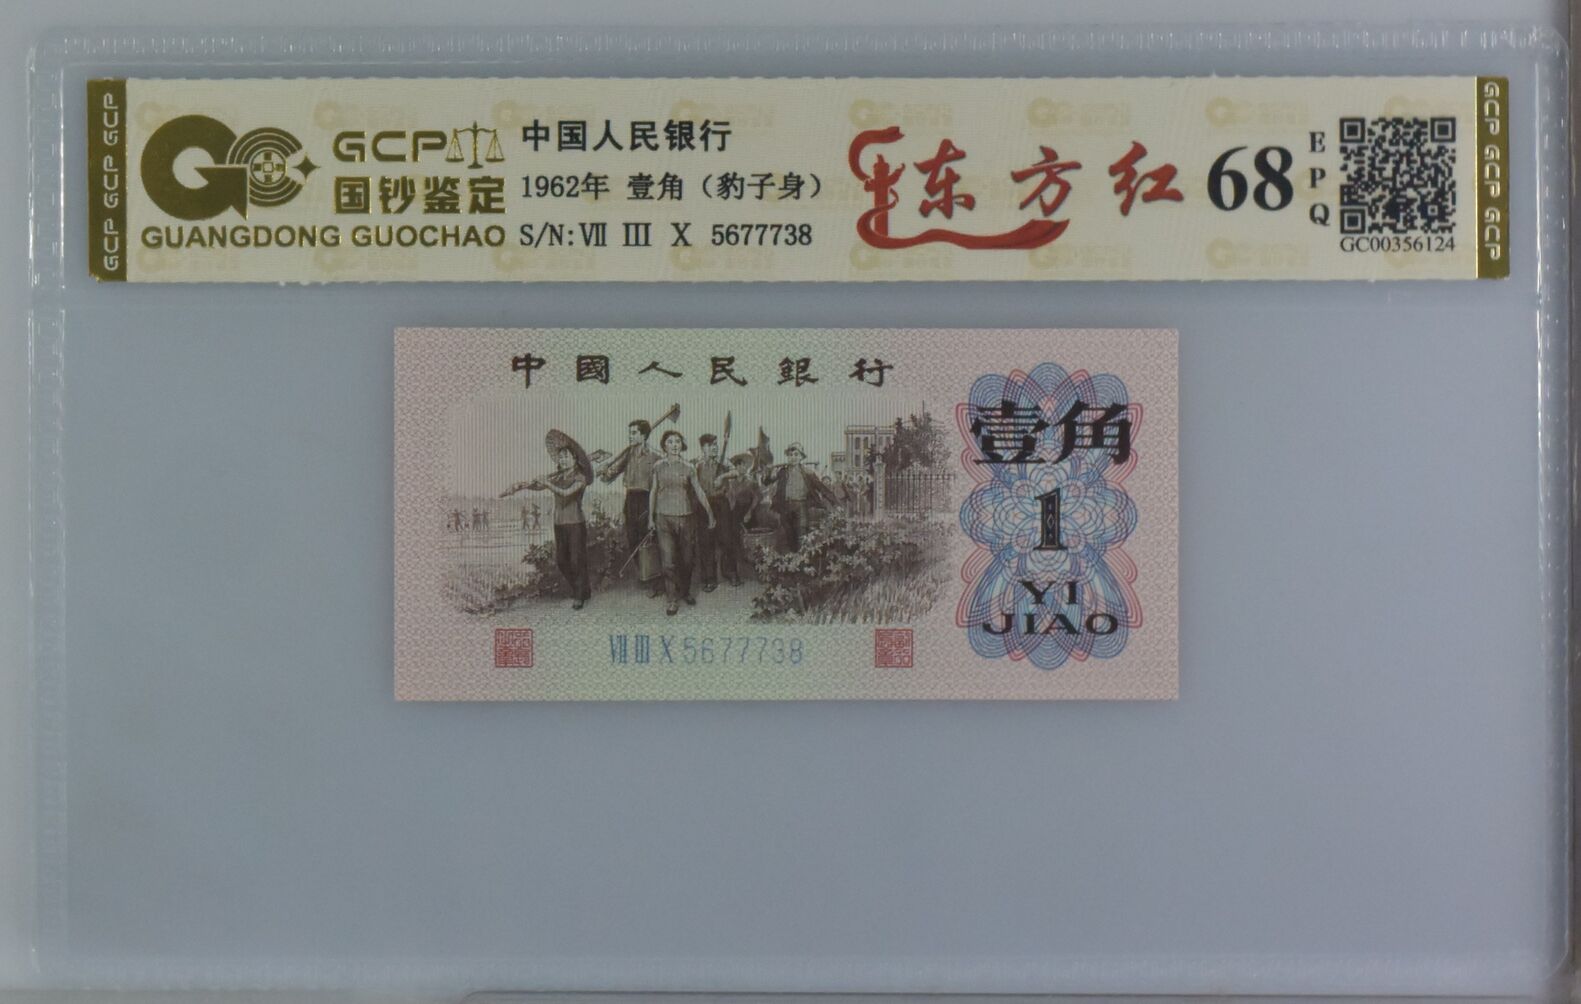 GCP GCP GCP
GCP
国钞鉴定
GUANGDONG GUOCHAO
中国人民银行
1962年 壹角（豹子身）
S/N:Ⅶ Ⅲ Ⅹ 5677738
东方红
68
EPQ
GC00356124
GCP GCP GCP
中國人民銀行
壹角
1
YI
JIAO
Ⅶ Ⅲ Ⅹ 5677738